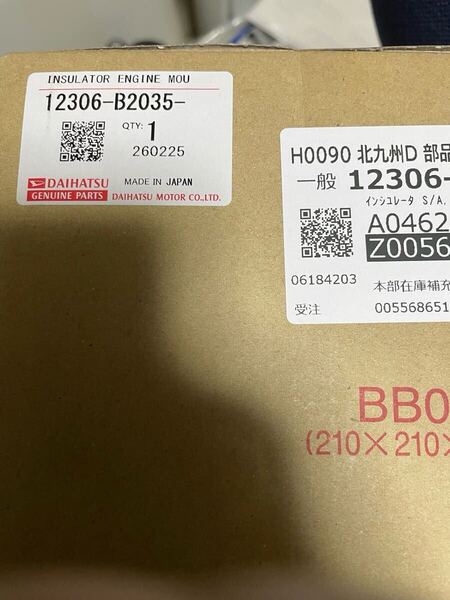 INSULATOR ENGINE MOU
12306-B2035-
QTY: 1
260225
DAIHATSU
GENUINE PARTS
MADE IN JAPAN
DAIHATSU MOTOR CO., LTD.
H0090 北九州D 部品
一般 12306-
インシュレータ S/A,
A0462
Z0056
06184203
本部在庫補充
受注
005568651
BB0
(210×210×